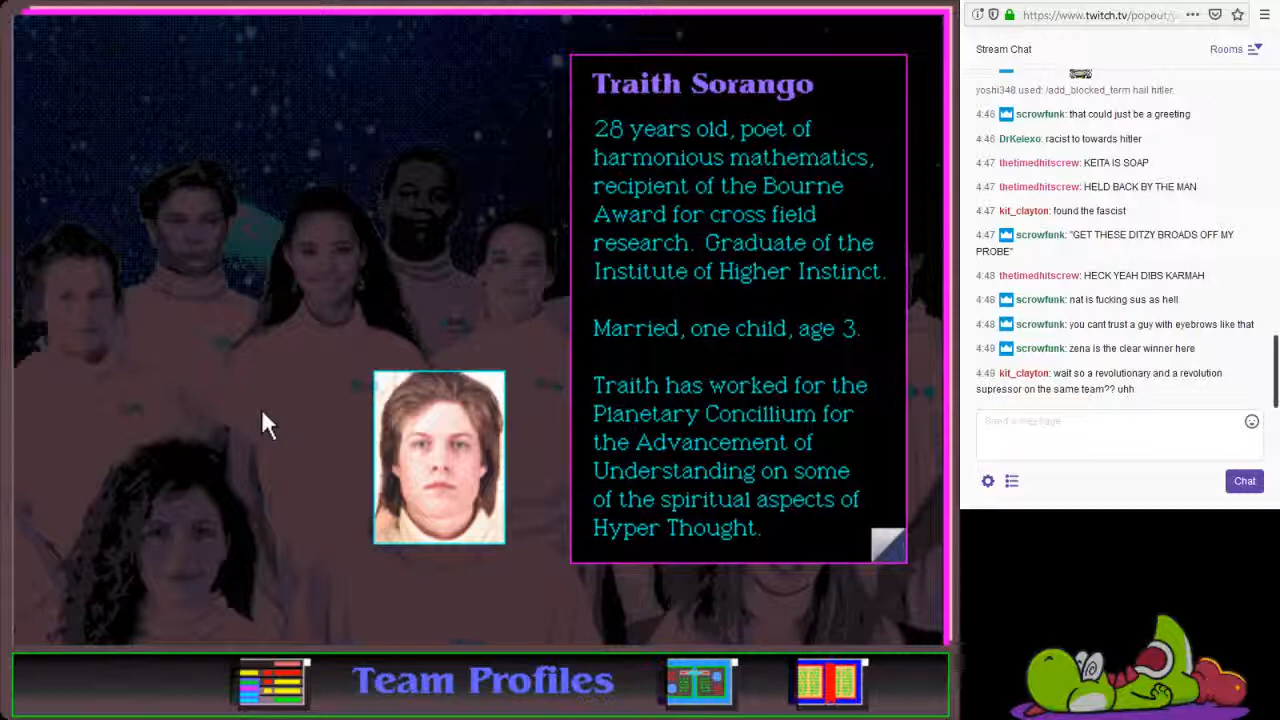 Traith Sorango
28 years old, poet of
harmonious mathematics,
recipient of the Bourne
Award for cross field
research. Graduate of the
Institute of Higher Instinct.
Married, one child, age 3.
Traith has worked for the
Planetary Concillium for
the Advancement of
Understanding on some
of the spiritual aspects of
Hyper Thought.
Team Profiles
https://www.twitch.tv/popout/
Stream Chat
Rooms
yoshi348 used: /add_blocked_term hail hitler.
4:46 scrowfunk: that could just be a greeting
4:46 DrKelexo: racist to towards hitler
4:47 thetimedhitscrew: KEITA IS SOAP
4:47 thetimedhitscrew: HELD BACK BY THE MAN
4:47 kit_clayton: found the fascist
4:47 scrowfunk: "GET THESE DITZY BROADS OFF MY
PROBE"
4:48 thetimedhitscrew: HECK YEAH DIBS KARMAH
4:48 scrowfunk: nat is fucking sus as hell
4:48 scrowfunk: you cant trust a guy with eyebrows like that
4:49 scrowfunk: zena is the clear winner here
4:49 kit_clayton: wait so a revolutionary and a revolution
supressor on the same team?? uhh
Send a message
Chat